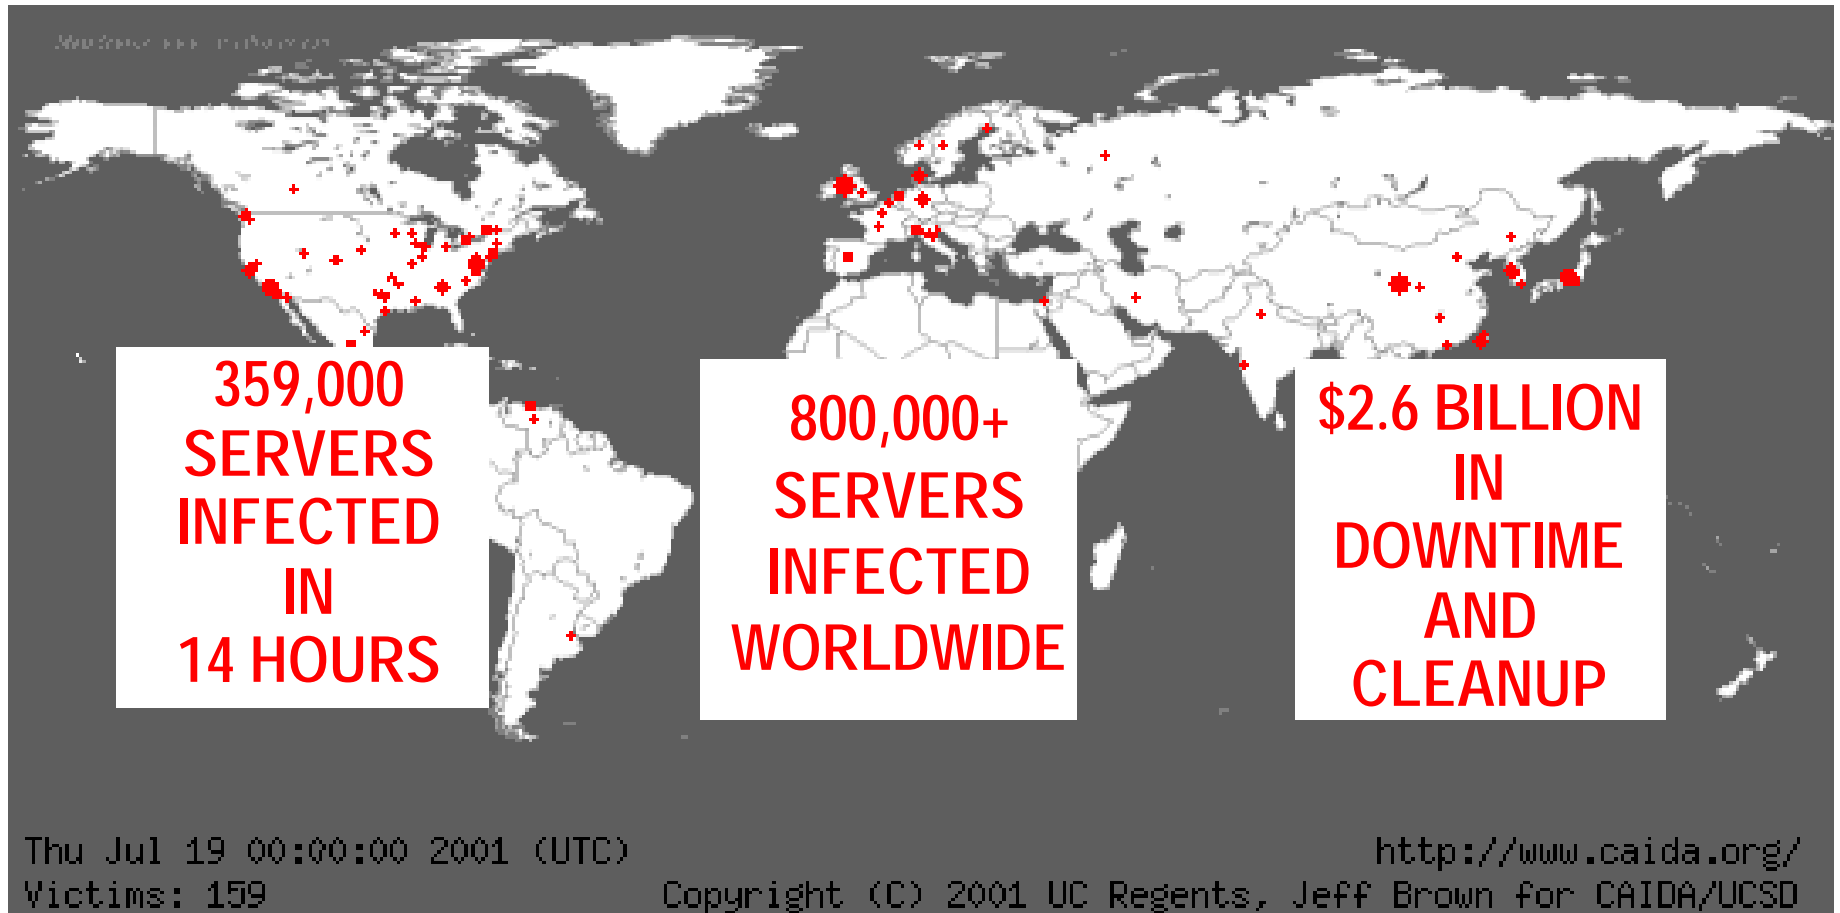 359,000
SERVERS
INFECTED
IN
14 HOURS
800,000+
SERVERS
INFECTED
WORLDWIDE
$2.6 BILLION
IN
DOWNTIME
AND
CLEANUP
Thu Jul 19 00:00:00 2001 (UTC)
http://www.caida.org/
Victims: 159
Copyright (C) 2001 UC Regents, Jeff Brown for CAIDA/UCSD